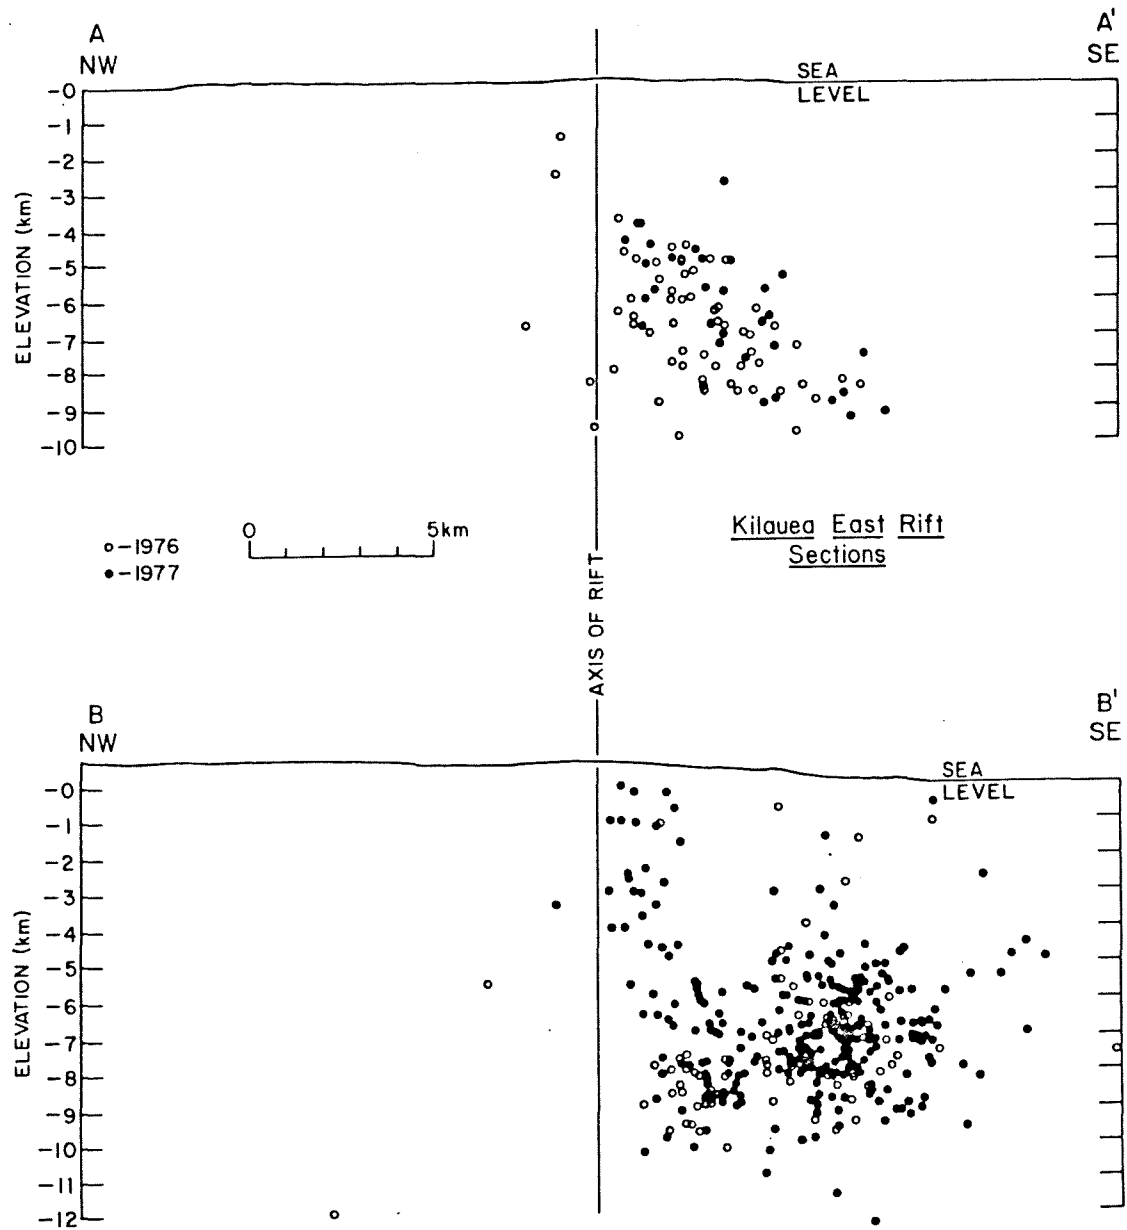 A
NW
A'
SE
SEA
LEVEL
-0
-1
-2
-3
-4
-5
-6
-7
-8
-9
-10
ELEVATION (km)
o-1976
●-1977
0 5km
Kilauea East Rift
Sections
AXIS OF RIFT
B
NW
B'
SE
SEA
LEVEL
-0
-1
-2
-3
-4
-5
-6
-7
-8
-9
-10
-11
-12
ELEVATION (km)